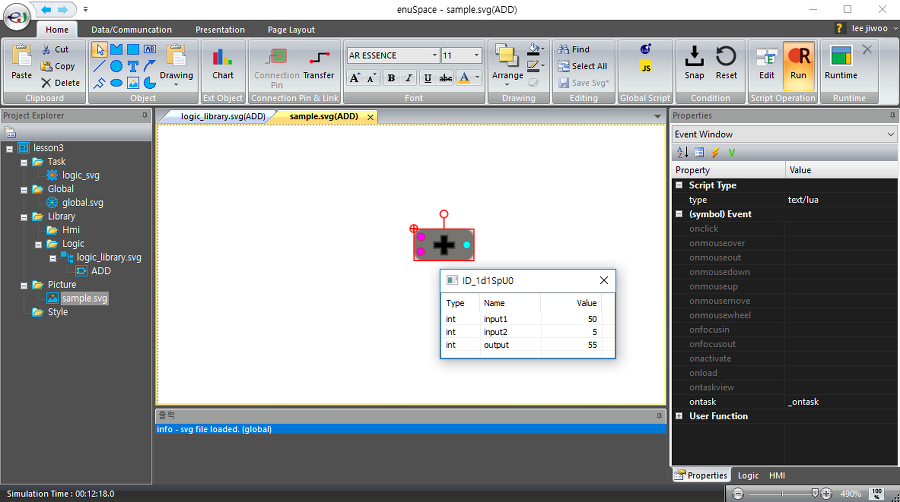 enuSpace - sample.svg(ADD)
Home Data/Communcation Presentation Page Layout
? lee jiwoo
Paste Cut Copy Delete
Clipboard
AB T Drawing
Object
Chart
Ext Object
Connection Pin Transfer
Connection Pin & Link
AR ESSENCE 11
A A B I U abc A
Font
Arrange
Drawing
Find
Select All
Save Svg*
Editing
JS
Global Script
Snap Reset
Condition
Edit Run
Script Operation
Runtime
Runtime
Project Explorer
lesson3
Task
logic_svg
Global
global.svg
Library
Hmi
Logic
logic_library.svg
ADD
Picture
sample.svg
Style
logic_library.svg(ADD) sample.svg(ADD)
ID_1d1SpU0
Type Name Value
int input1 50
int input2 5
int output 55
출력
info - svg file loaded. (global)
Properties
Event Window
Property Value
Script Type
type text/lua
(symbol) Event
onclick
onmouseover
onmouseout
onmousedown
onmouseup
onmousemove
onmousewheel
onfocusin
onfocusout
onactivate
onload
ontaskview
ontask _ontask
User Function
Properties Logic HMI
Simulation Time : 00:12:18.0
490% 100 %